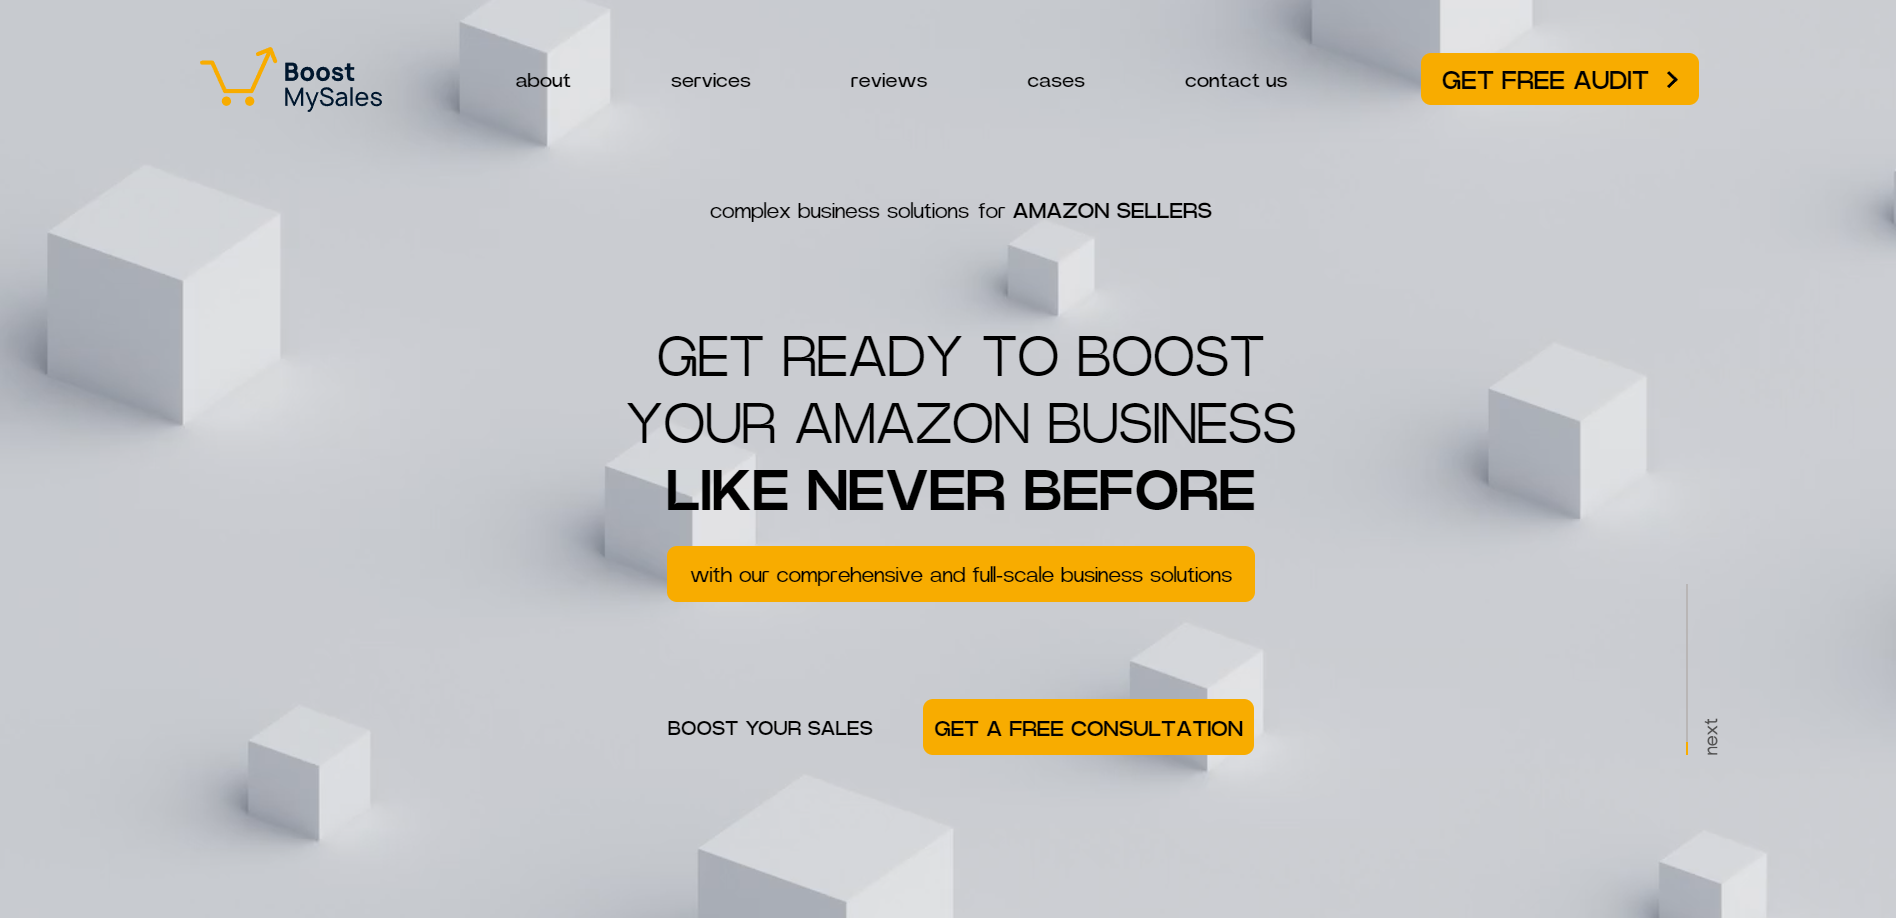 Boost
MySales
about
services
reviews
cases
contact us
GET FREE AUDIT
complex business solutions for AMAZON SELLERS
GET READY TO BOOST
YOUR AMAZON BUSINESS
LIKE NEVER BEFORE
with our comprehensive and full-scale business solutions
BOOST YOUR SALES
GET A FREE CONSULTATION
next